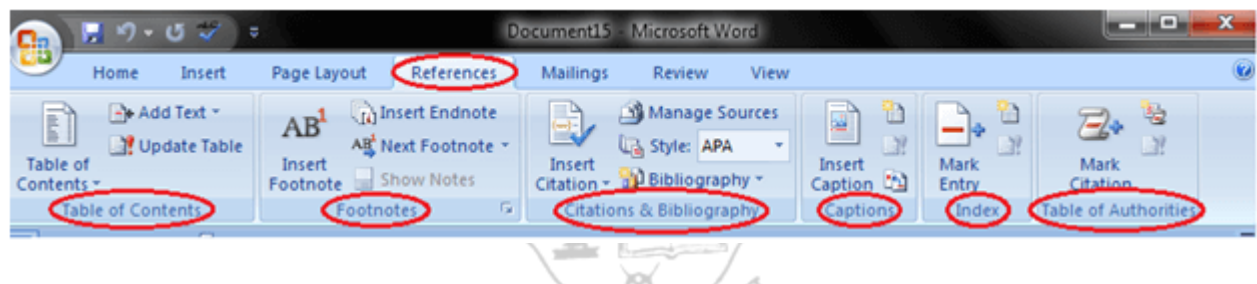 Document15 - Microsoft Word
Home Insert Page Layout References Mailings Review View
Table of Contents
Add Text
Update Table
Table of Contents
AB1
Insert Footnote
Insert Endnote
AB1 Next Footnote
Show Notes
Footnotes
Insert Citation
Manage Sources
Style: APA
Bibliography
Citations & Bibliography
Insert Caption
Captions
Mark Entry
Index
Mark Citation
Table of Authorities